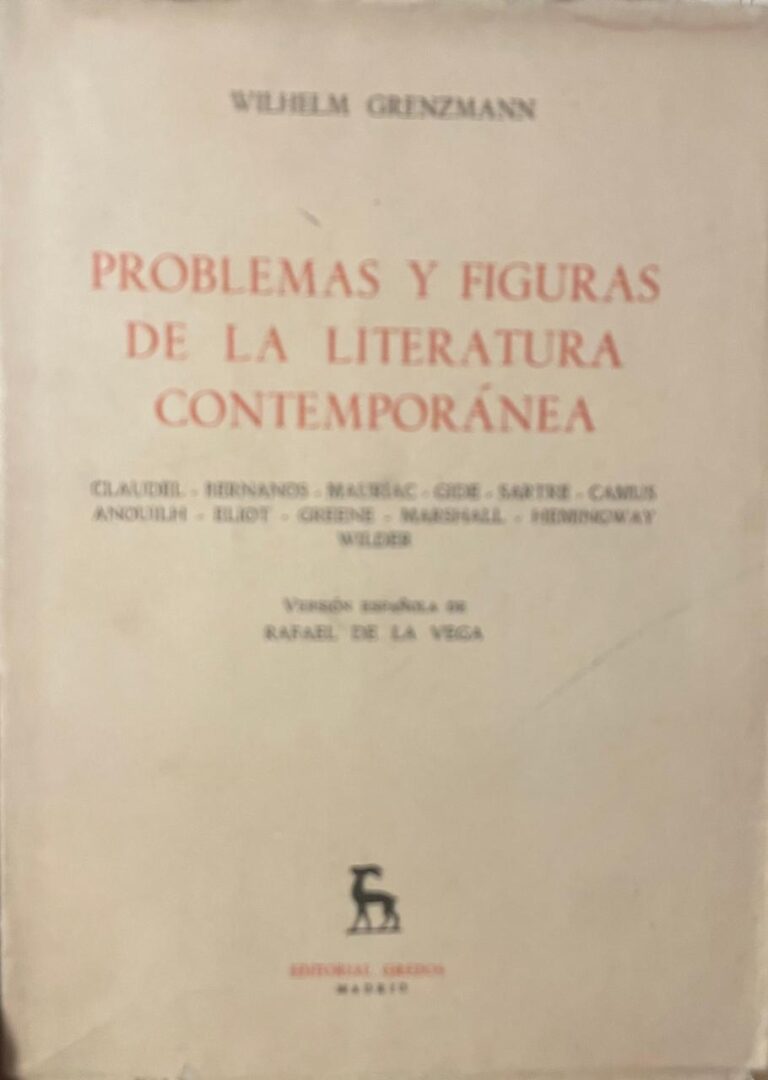 WILHELM GRENZMANN
PROBLEMAS Y FIGURAS
DE LA LITERATURA
CONTEMPORÁNEA
CLAUDEL - BERNANOS - MAURIAC - GIDE - SARTRE - CAMUS
ANOUILH - ELIOT - GREENE - MARSHALL - HEMINGWAY
WILDER
VERSIÓN ESPAÑOLA DE
RAFAEL DE LA VEGA
EDITORIAL GREDOS
MADRID